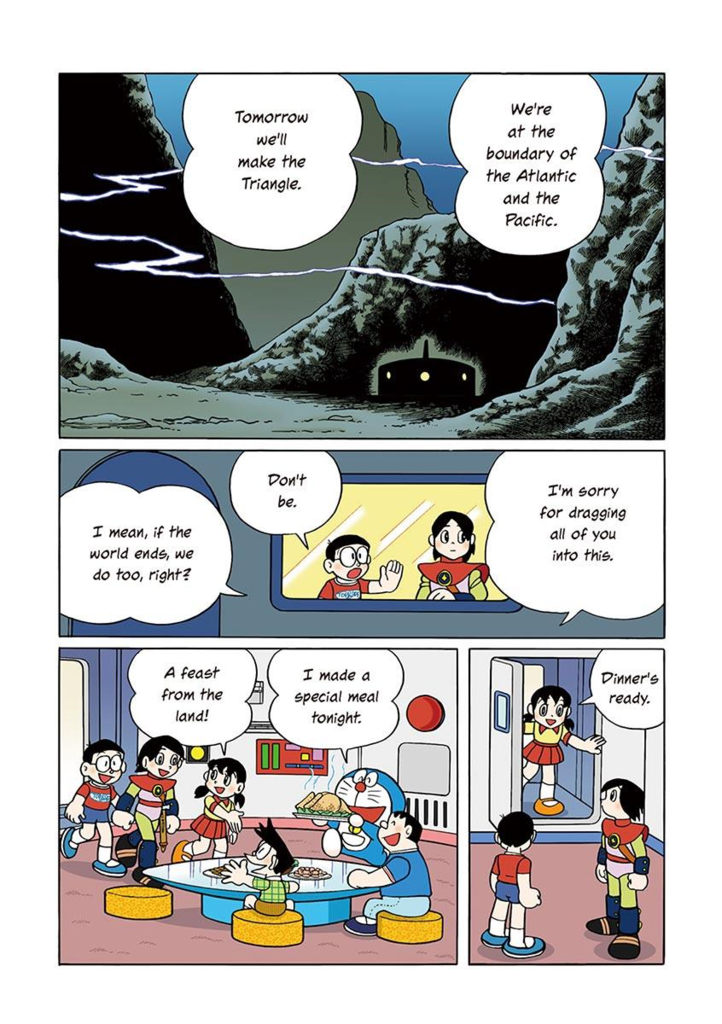 We're
at the
boundary of
the Atlantic
and the
Pacific.
Tomorrow
we'll
make the
Triangle.
I'm sorry
for dragging
all of you
into this.
Don't
be.
I mean, if the
world ends, we
do too, right?
Dinner's
ready.
I made a
special meal
tonight.
A feast
from the
land!